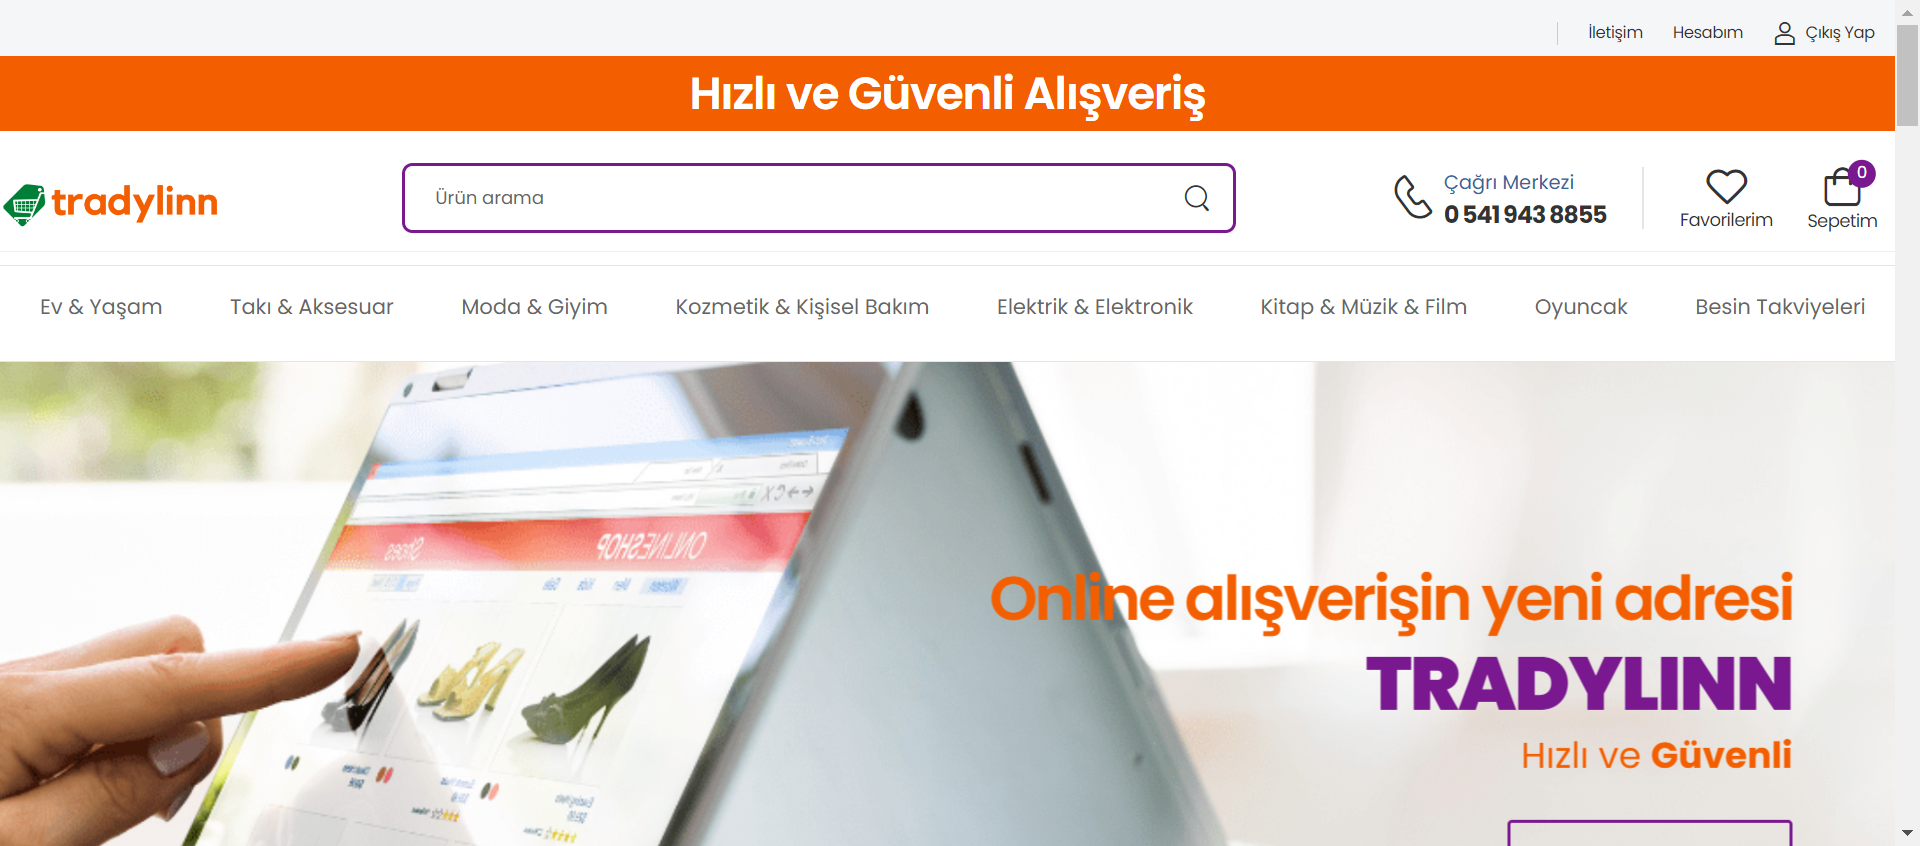 İletişim Hesabım Çıkış Yap
Hızlı ve Güvenli Alışveriş
tradylinn
Ürün arama
Çağrı Merkezi
0 541 943 8855
Favorilerim
0
Sepetim
Ev & Yaşam Takı & Aksesuar Moda & Giyim Kozmetik & Kişisel Bakım Elektrik & Elektronik Kitap & Müzik & Film Oyuncak Besin Takviyeleri
ONLINESHOP
Shoes
Online alışverişin yeni adresi
TRADYLINN
Hızlı ve Güvenli